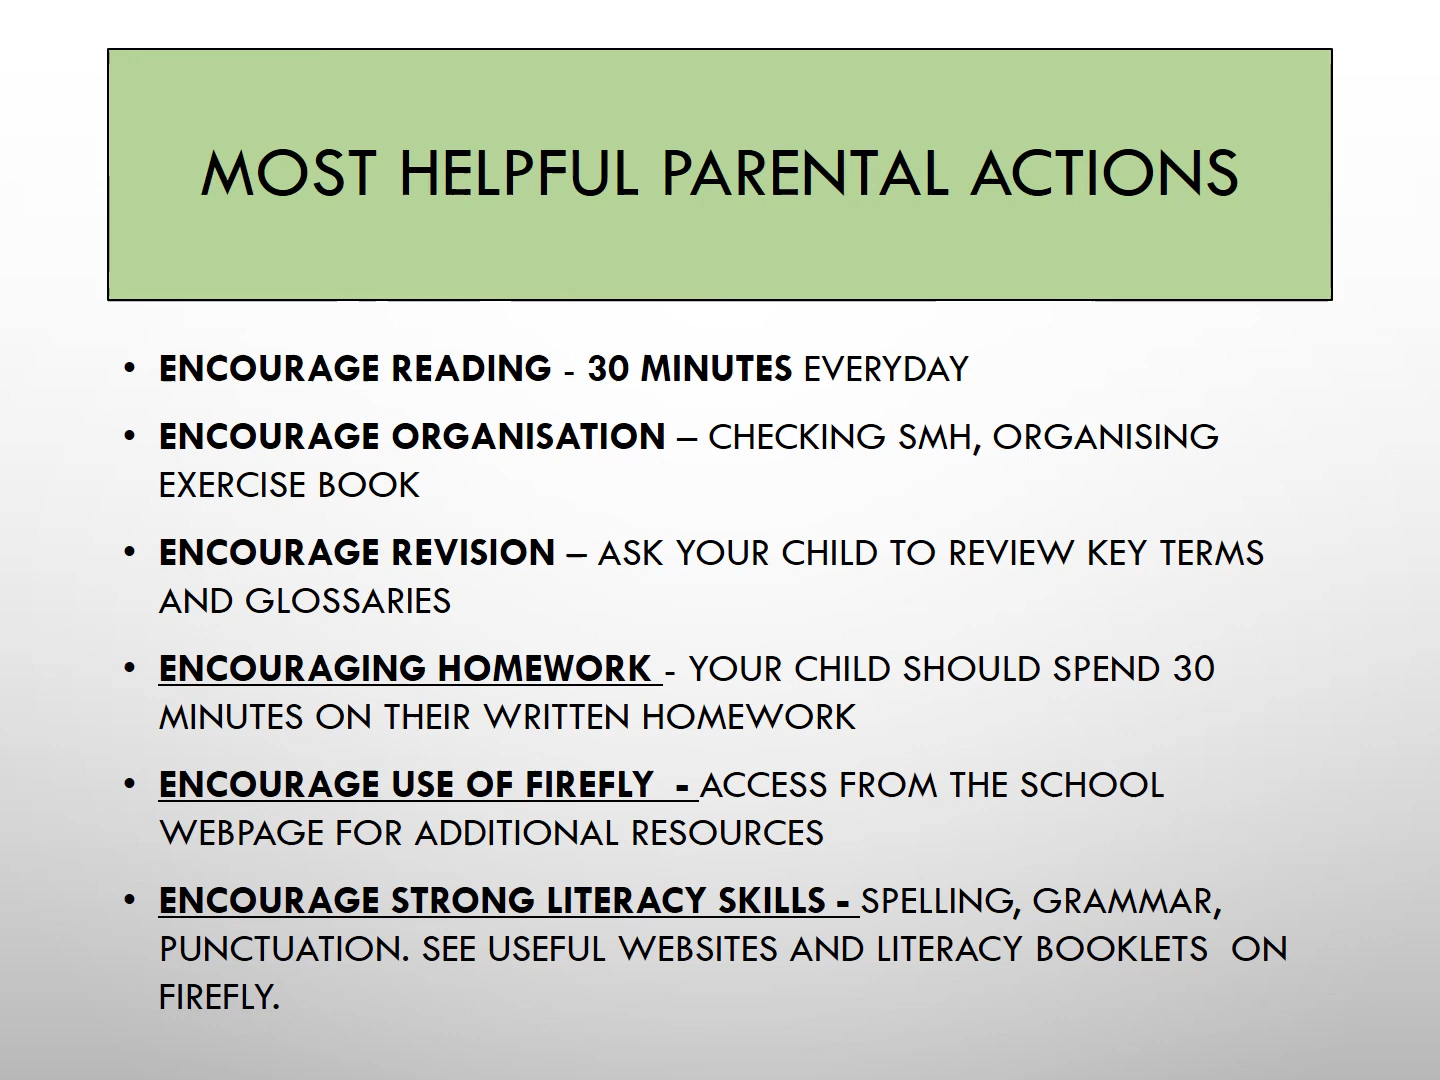 MOST HELPFUL PARENTAL ACTIONS
• ENCOURAGE READING - 30 MINUTES EVERYDAY
• ENCOURAGE ORGANISATION – CHECKING SMH, ORGANISING
EXERCISE BOOK
• ENCOURAGE REVISION – ASK YOUR CHILD TO REVIEW KEY TERMS
AND GLOSSARIES
• ENCOURAGING HOMEWORK - YOUR CHILD SHOULD SPEND 30
MINUTES ON THEIR WRITTEN HOMEWORK
• ENCOURAGE USE OF FIREFLY - ACCESS FROM THE SCHOOL
WEBPAGE FOR ADDITIONAL RESOURCES
• ENCOURAGE STRONG LITERACY SKILLS - SPELLING, GRAMMAR,
PUNCTUATION. SEE USEFUL WEBSITES AND LITERACY BOOKLETS ON
FIREFLY.